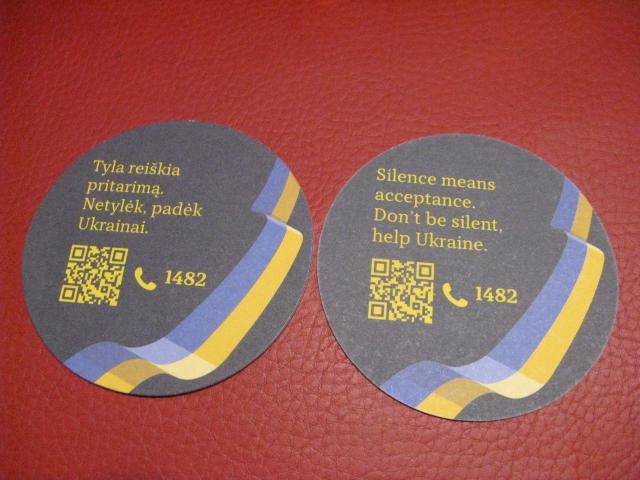 Tyla reiškia
pritarimą.
Netylėk, padėk
Ukrainai.
1482
Silence means
acceptance.
Don't be silent,
help Ukraine.
1482